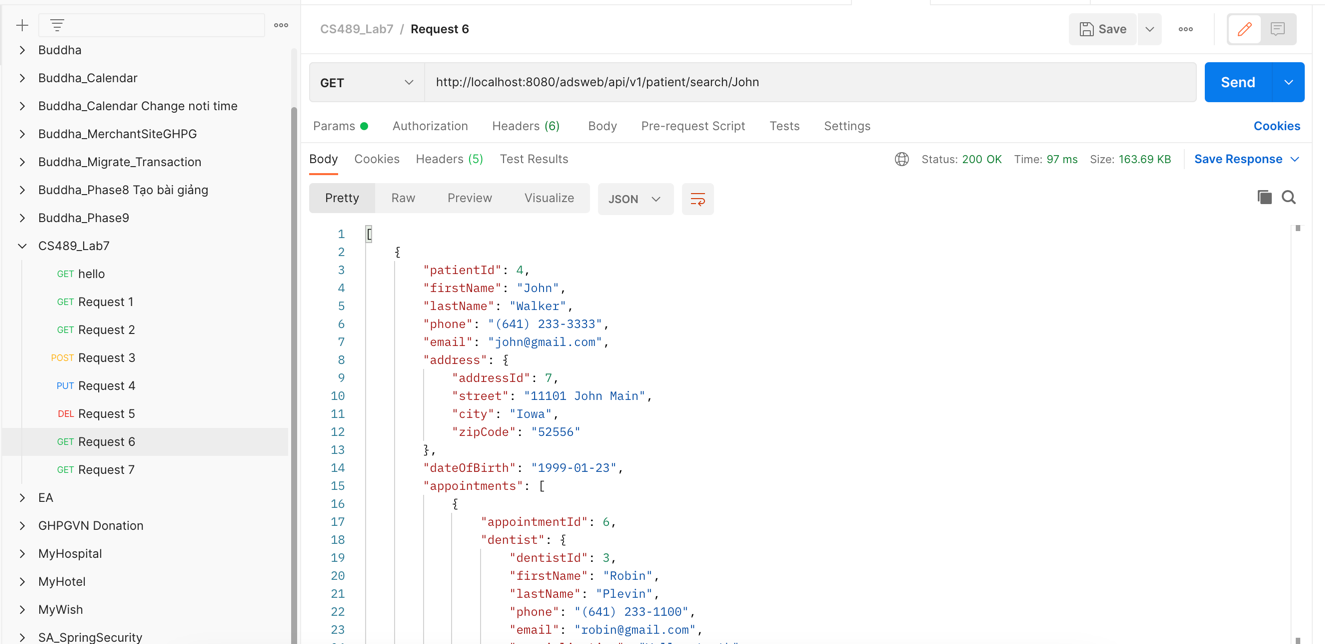 Buddha
Buddha_Calendar
Buddha_Calendar Change noti time
Buddha_MerchantSiteGHPG
Buddha_Migrate_Transaction
Buddha_Phase8 Tạo bài giảng
Buddha_Phase9
CS489_Lab7
GET hello
GET Request 1
GET Request 2
POST Request 3
PUT Request 4
DEL Request 5
GET Request 6
GET Request 7
EA
GHPGVN Donation
MyHospital
MyHotel
MyWish
SA_SpringSecurity
CS489_Lab7 / Request 6
Save
GET http://localhost:8080/adsweb/api/v1/patient/search/John Send
Params Authorization Headers (6) Body Pre-request Script Tests Settings Cookies
Body Cookies Headers (5) Test Results Status: 200 OK Time: 97 ms Size: 163.69 KB Save Response
Pretty Raw Preview Visualize JSON
1 [
2 {
3 "patientId": 4,
4 "firstName": "John",
5 "lastName": "Walker",
6 "phone": "(641) 233-3333",
7 "email": "john@gmail.com",
8 "address": {
9 "addressId": 7,
10 "street": "11101 John Main",
11 "city": "Iowa",
12 "zipCode": "52556"
13 },
14 "dateOfBirth": "1999-01-23",
15 "appointments": [
16 {
17 "appointmentId": 6,
18 "dentist": {
19 "dentistId": 3,
20 "firstName": "Robin",
21 "lastName": "Plevin",
22 "phone": "(641) 233-1100",
23 "email": "robin@gmail.com",